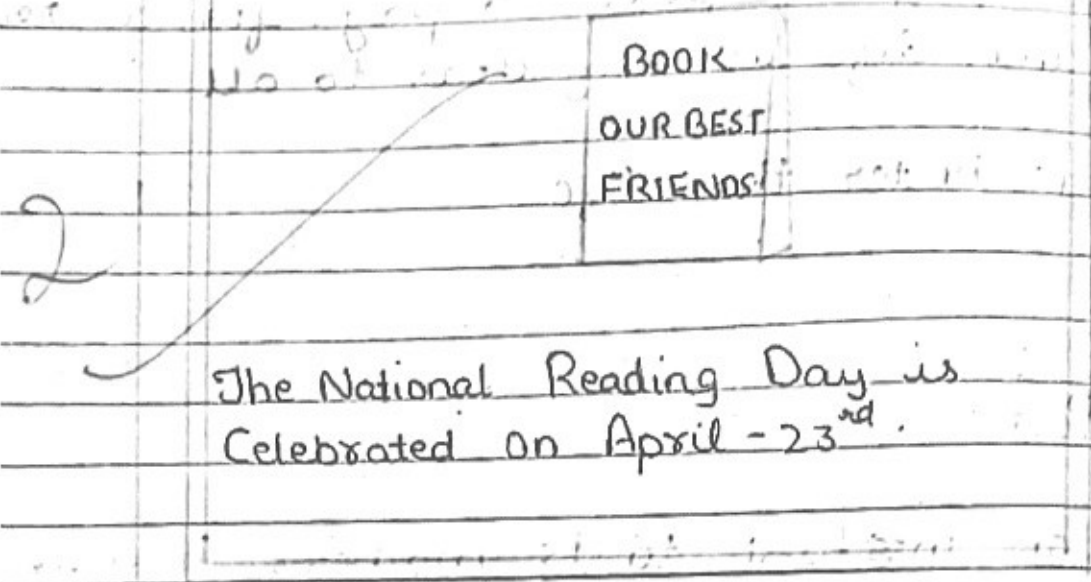 BOOK
OUR BEST
FRIENDS
2
The National Reading Day is
Celebrated on April - 23rd.